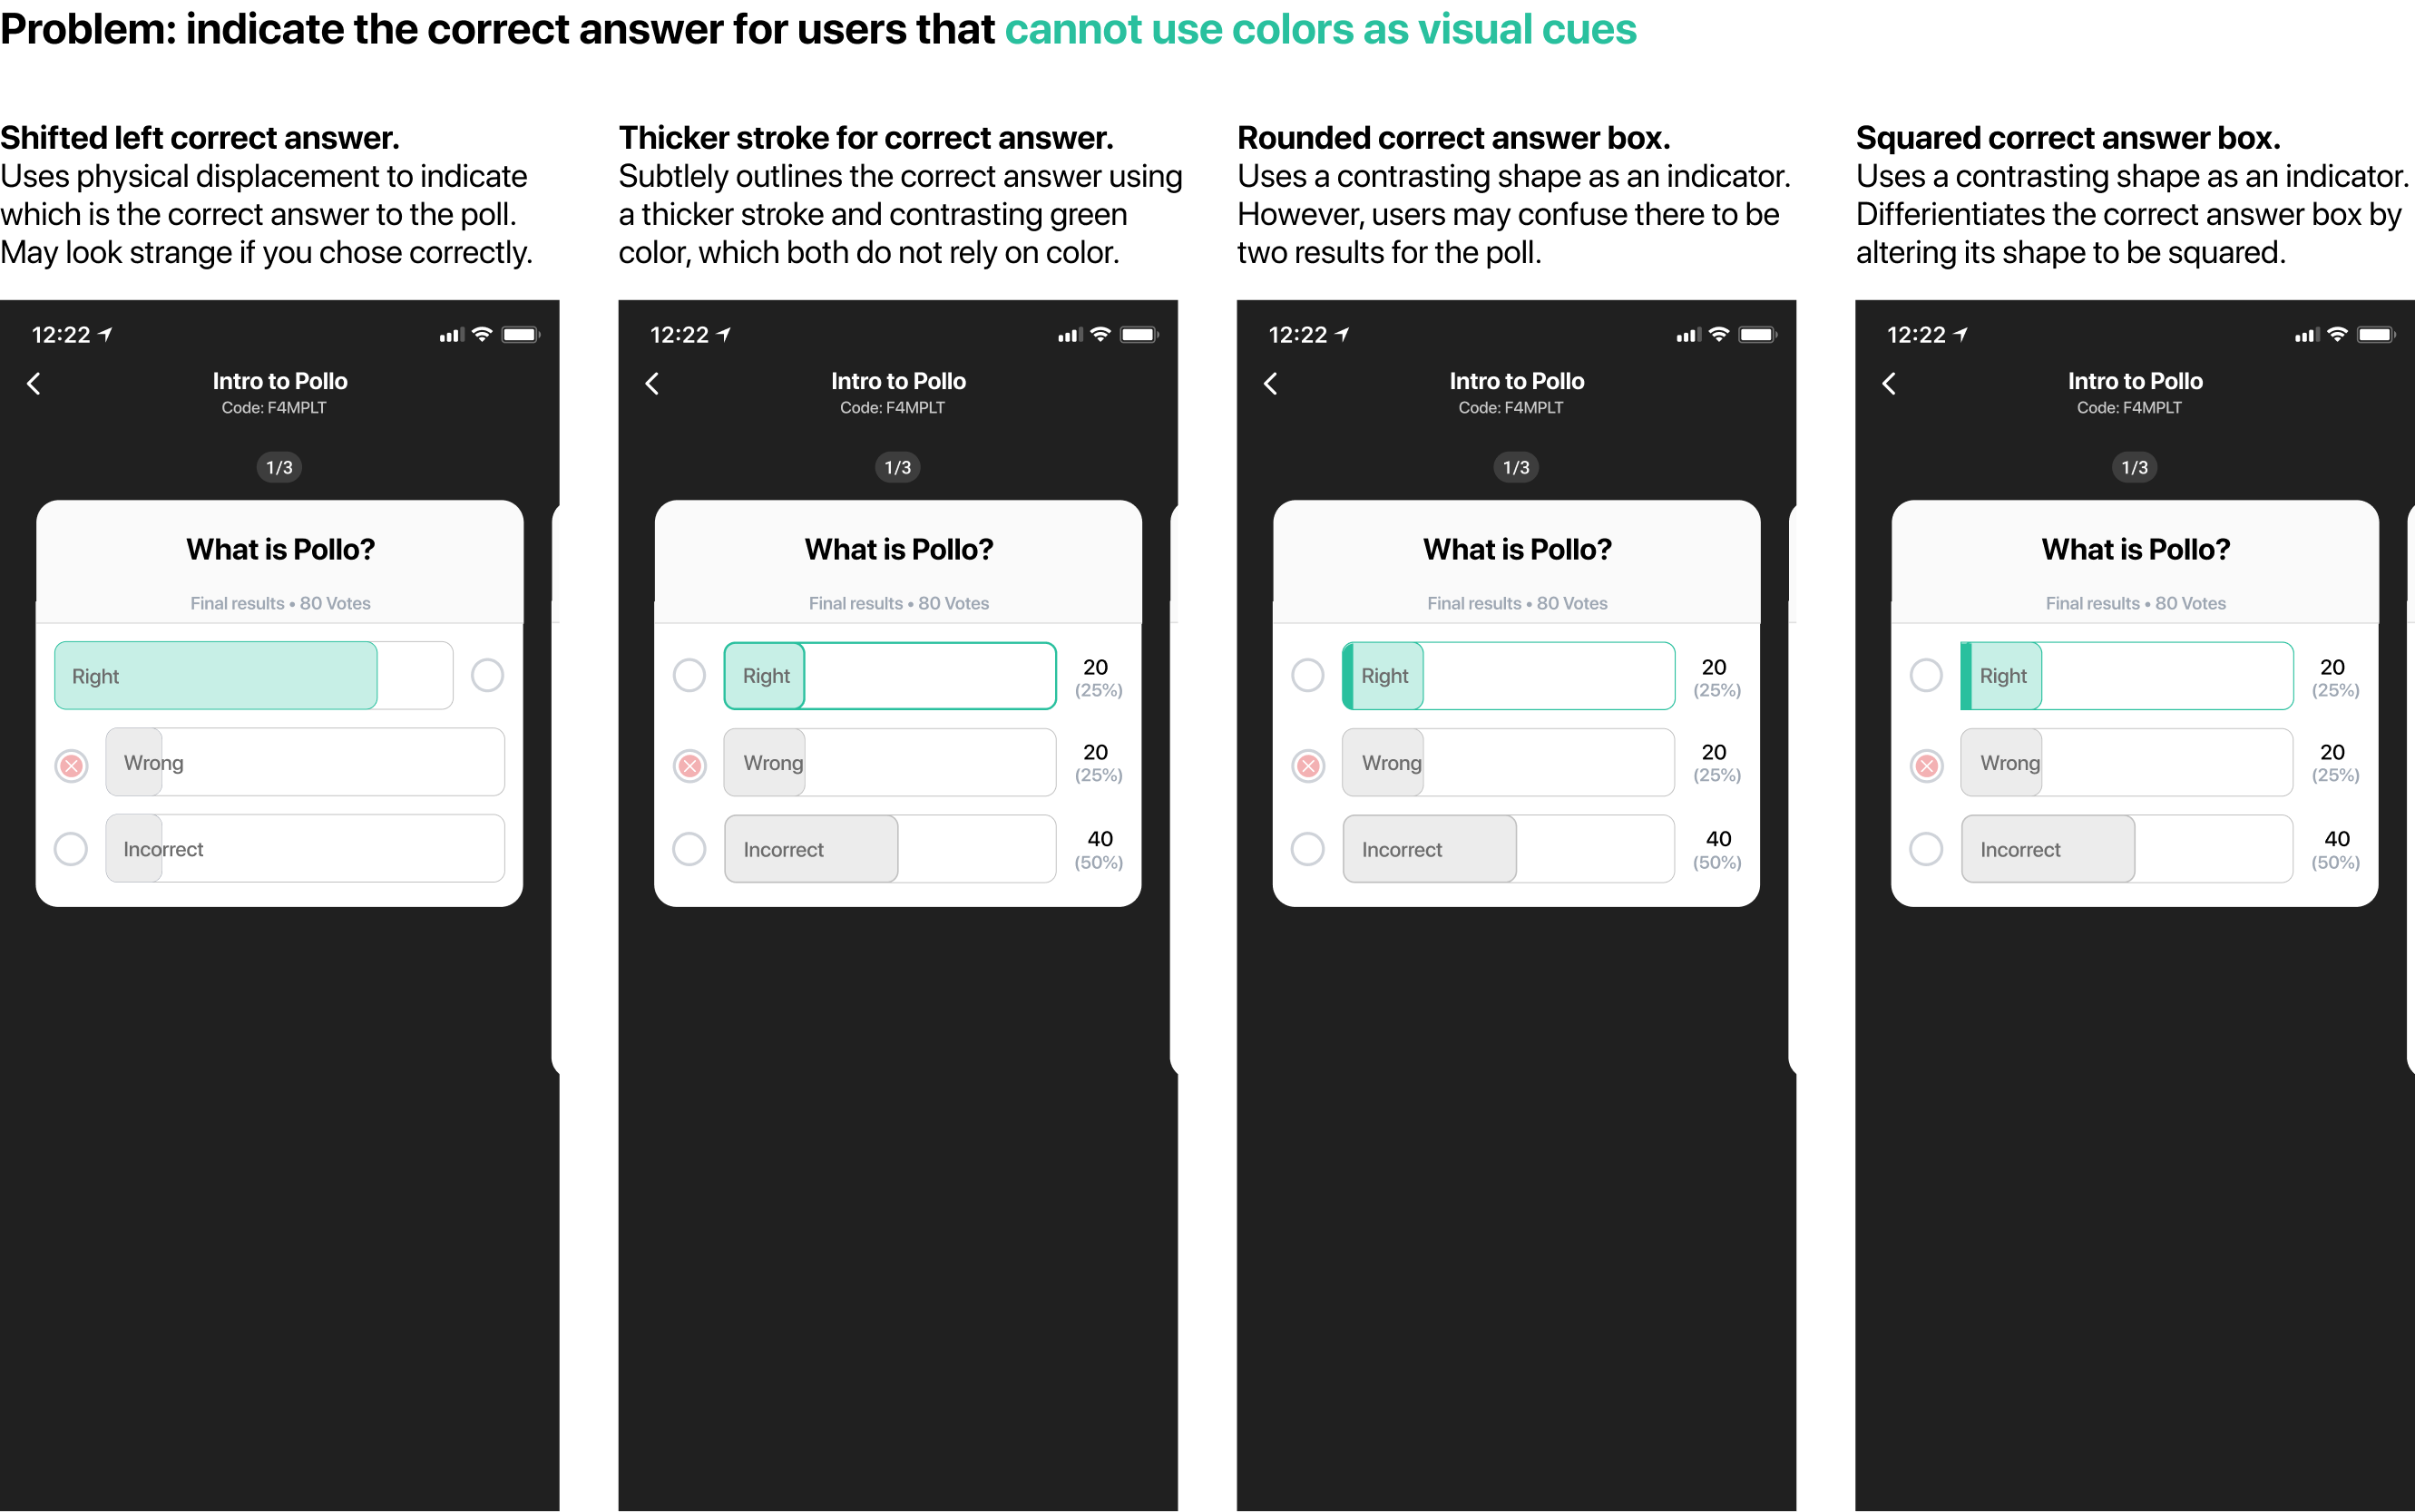 Problem: indicate the correct answer for users that cannot use colors as visual cues
Shifted left correct answer.
Uses physical displacement to indicate
which is the correct answer to the poll.
May look strange if you chose correctly.
12:22
Intro to Pollo
Code: F4MPLT
1/3
What is Pollo?
Final results • 80 Votes
Right
Wrong
Incorrect
Thicker stroke for correct answer.
Subtlely outlines the correct answer using
a thicker stroke and contrasting green
color, which both do not rely on color.
12:22
Intro to Pollo
Code: F4MPLT
1/3
What is Pollo?
Final results • 80 Votes
Right
20
(25%)
Wrong
20
(25%)
Incorrect
40
(50%)
Rounded correct answer box.
Uses a contrasting shape as an indicator.
However, users may confuse there to be
two results for the poll.
12:22
Intro to Pollo
Code: F4MPLT
1/3
What is Pollo?
Final results • 80 Votes
Right
20
(25%)
Wrong
20
(25%)
Incorrect
40
(50%)
Squared correct answer box.
Uses a contrasting shape as an indicator.
Differientiates the correct answer box by
altering its shape to be squared.
12:22
Intro to Pollo
Code: F4MPLT
1/3
What is Pollo?
Final results • 80 Votes
Right
20
(25%)
Wrong
20
(25%)
Incorrect
40
(50%)